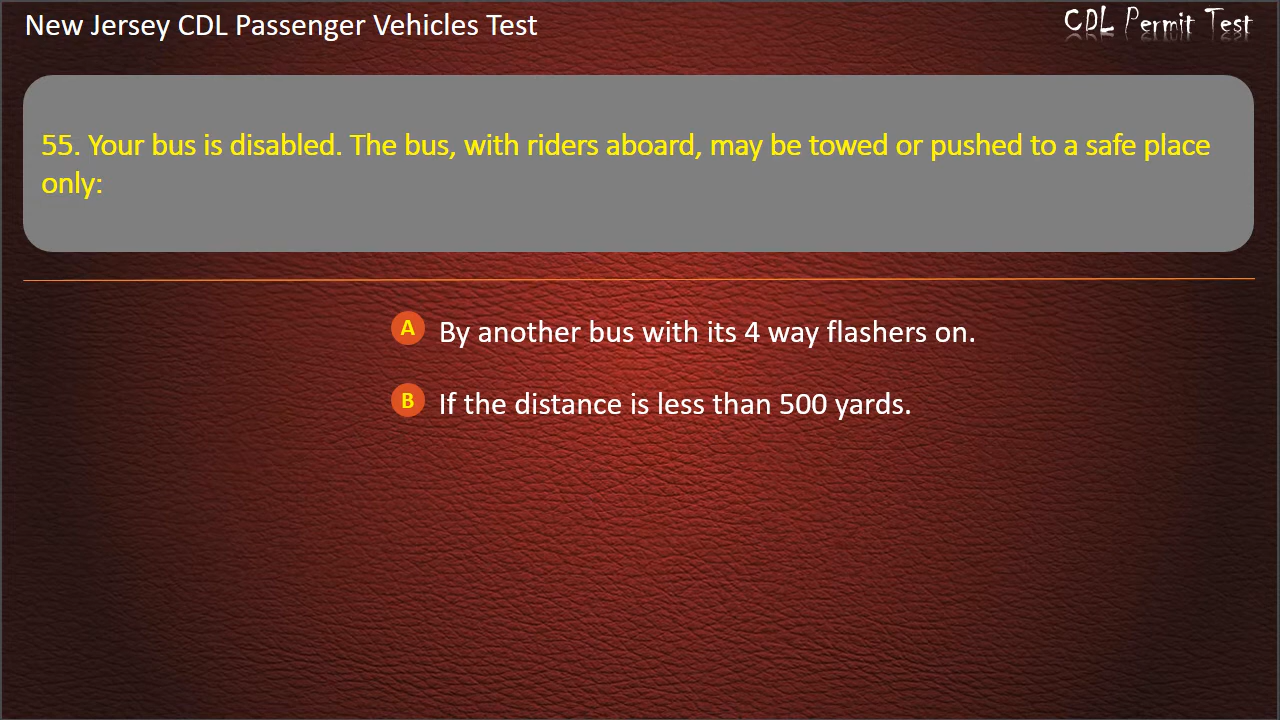 New Jersey CDL Passenger Vehicles Test
CDL Permit Test
55. Your bus is disabled. The bus, with riders aboard, may be towed or pushed to a safe place
only:
A By another bus with its 4 way flashers on.
B If the distance is less than 500 yards.